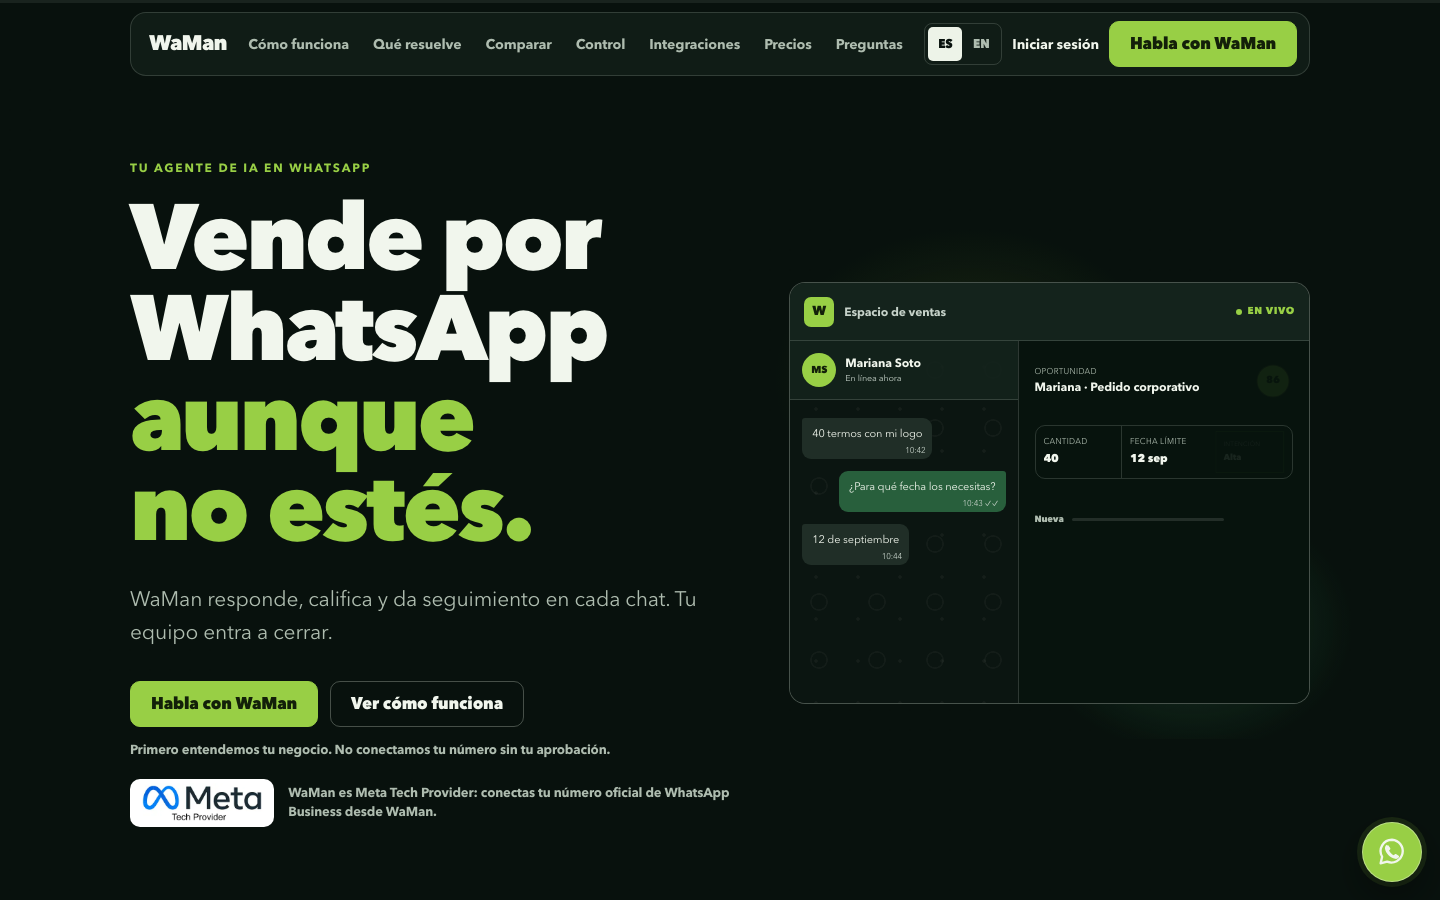 WaMan
Cómo funciona
Qué resuelve
Comparar
Control
Integraciones
Precios
Preguntas
ES
EN
Iniciar sesión
Habla con WaMan
TU AGENTE DE IA EN WHATSAPP
Vende por
WhatsApp
aunque
no estés.
WaMan responde, califica y da seguimiento en cada chat. Tu
equipo entra a cerrar.
Habla con WaMan
Ver cómo funciona
Primero entendemos tu negocio. No conectamos tu número sin tu aprobación.
Meta
Tech Provider
WaMan es Meta Tech Provider: conectas tu número oficial de WhatsApp
Business desde WaMan.
W
Espacio de ventas
EN VIVO
MS
Mariana Soto
En línea ahora
40 termos con mi logo
10:42
¿Para qué fecha los necesitas?
10:43 ✓✓
12 de septiembre
10:44
OPORTUNIDAD
Mariana · Pedido corporativo
CANTIDAD
40
FECHA LÍMITE
12 sep
Alta
Nueva